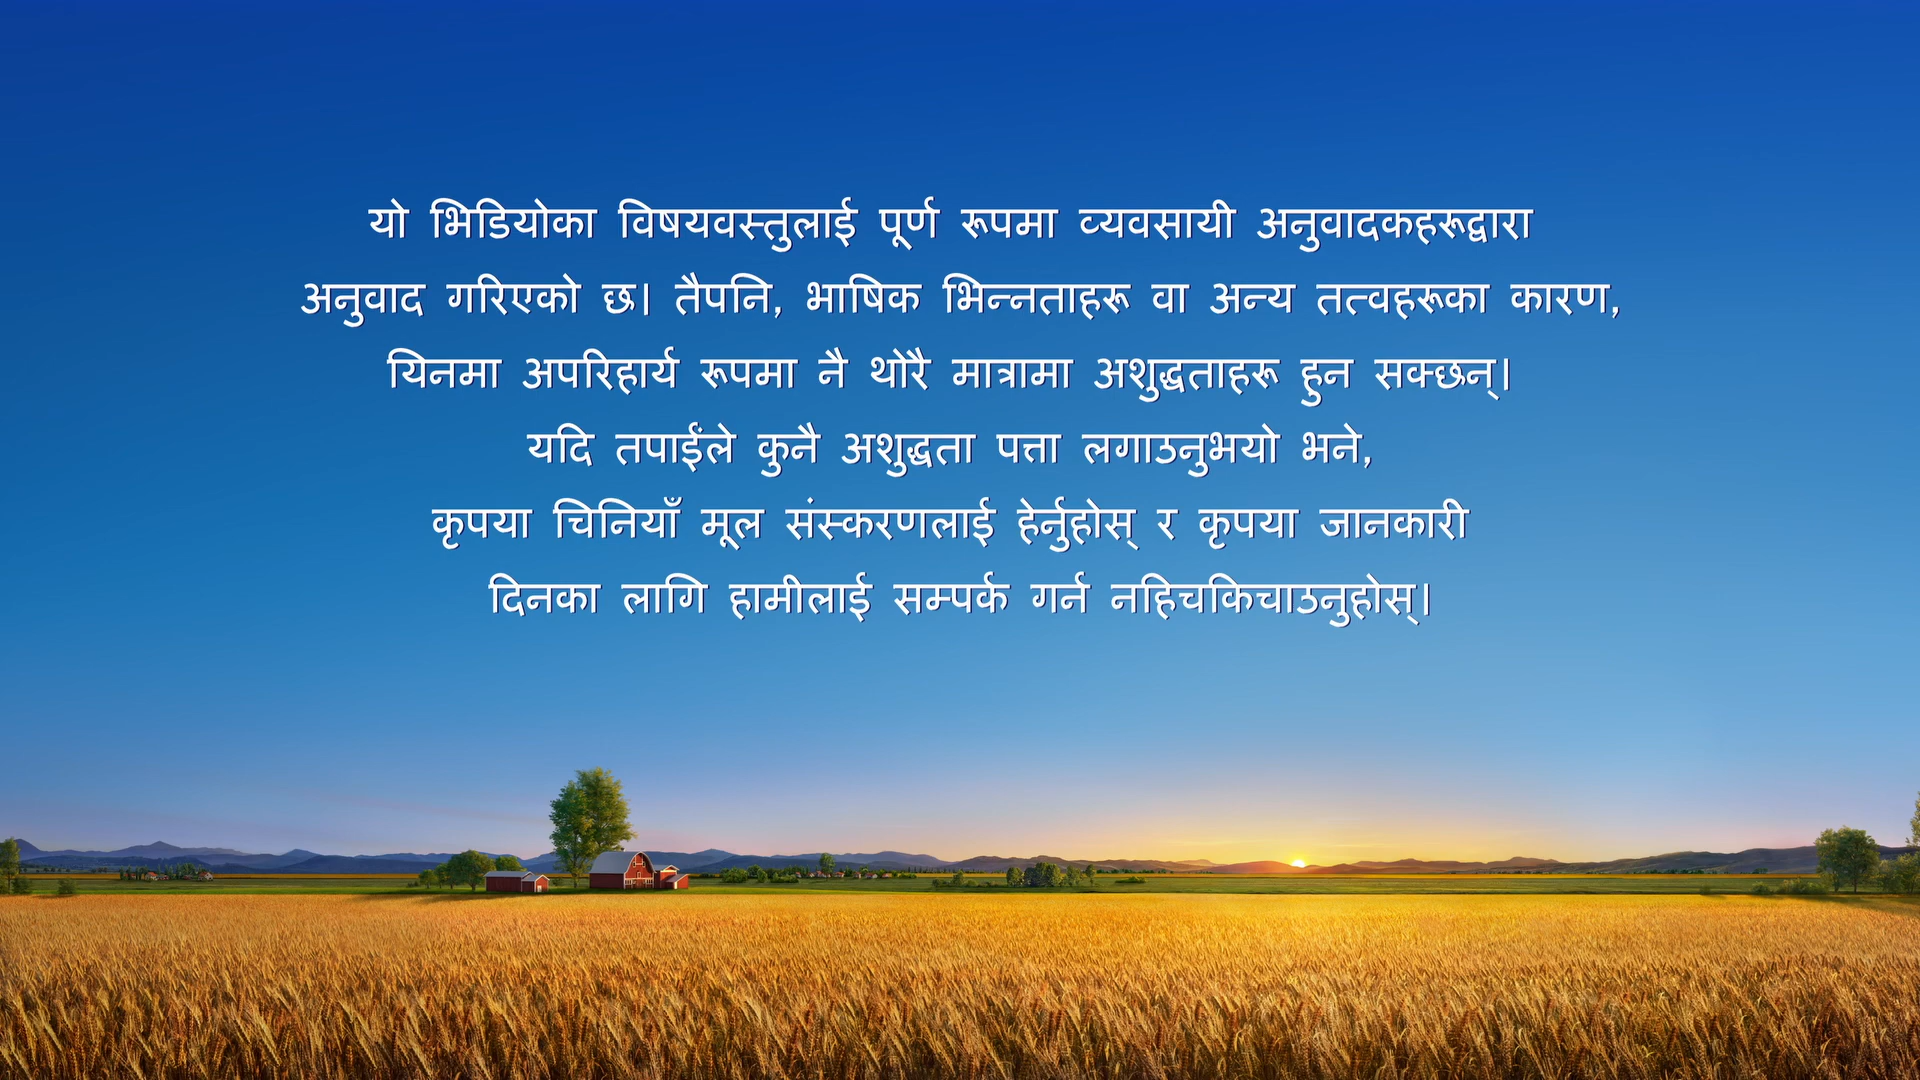 यो भिडियोका विषयवस्तुलाई पूर्ण रूपमा व्यवसायी अनुवादकहरूद्वारा
अनुवाद गरिएको छ। तैपनि, भाषिक भिन्नताहरू वा अन्य तत्वहरूका कारण,
यिनमा अपरिहार्य रूपमा नै थोरै मात्रामा अशुद्धताहरू हुन सक्छन्।
यदि तपाईंले कुनै अशुद्धता पत्ता लगाउनुभयो भने,
कृपया चिनियाँ मूल संस्करणलाई हेर्नुहोस् र कृपया जानकारी
दिनका लागि हामीलाई सम्पर्क गर्न नहिचकिचाउनुहोस्।